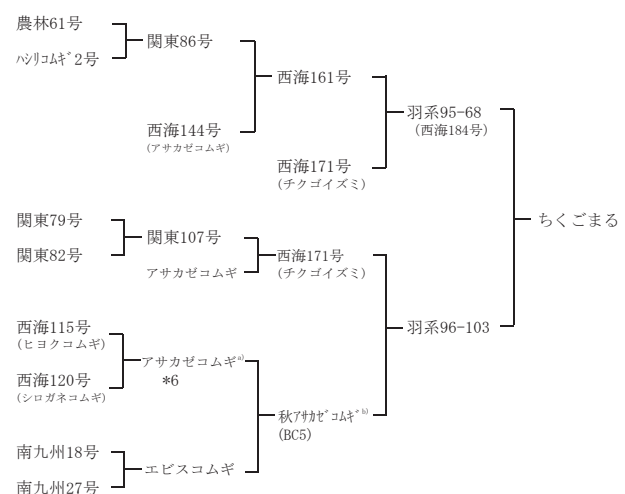 農林61号
ﾊｼﾘｺﾑｷﾞ2号
関東86号
西海144号
(アサカゼコムギ)
西海161号
西海171号
(チクゴイズミ)
羽系95-68
(西海184号)
関東79号
関東82号
関東107号
アサカゼコムギ
西海171号
(チクゴイズミ)
西海115号
(ヒヨクコムギ)
西海120号
(シロガネコムギ)
アサカゼコムギa)
*6
南九州18号
南九州27号
エビスコムギ
秋ｱｻｶｾﾞｺﾑｷﾞb)
(BC5)
羽系96-103
ちくごまる